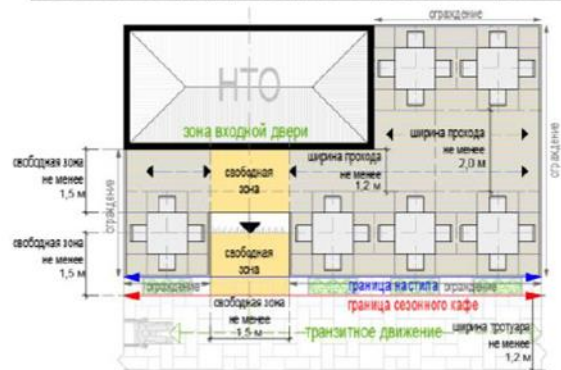 ограждение
НТО
зона входной двери
свободная зона
не менее
1,5 м
ограждение
свободная
зона
ширина прохода
не менее
1,2 м
ширина прохода
не менее
2,0 м
ограждение
свободная зона
не менее
1,5 м
свободная
зона
ограждение
граница настила
ограждение
свободная зона
не менее
1,5 м
граница сезонного кафе
транзитное движение
ширина тротуара
не менее
1,2 м